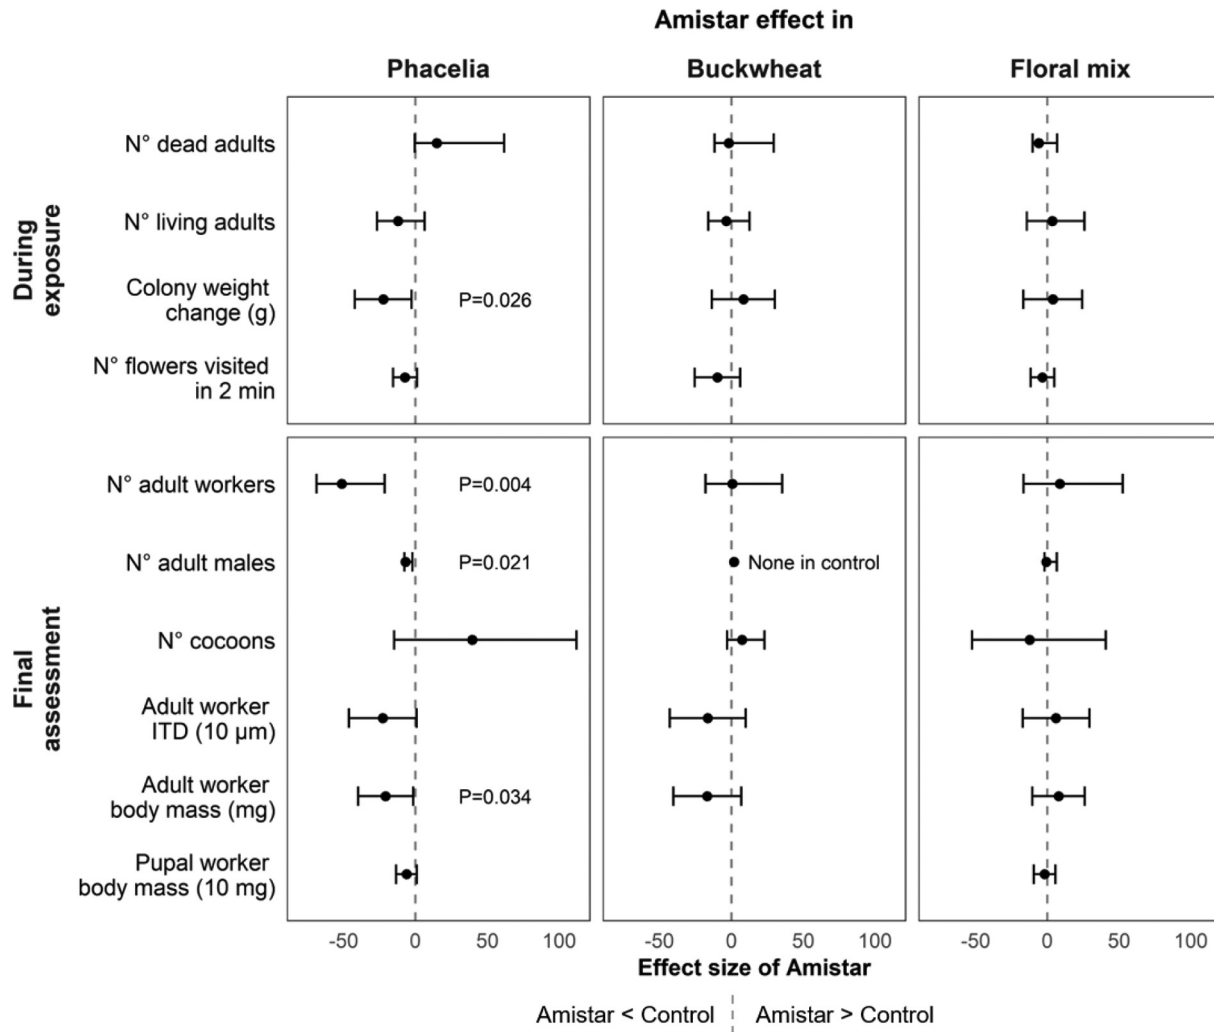 Amistar effect in
Phacelia Buckwheat Floral mix
During
exposure
N° dead adults
N° living adults
Colony weight
change (g)
P=0.026
N° flowers visited
in 2 min
Final
assessment
N° adult workers
P=0.004
N° adult males
P=0.021
None in control
N° cocoons
Adult worker
ITD (10 µm)
Adult worker
body mass (mg)
P=0.034
Pupal worker
body mass (10 mg)
-50 0 50 100 -50 0 50 100 -50 0 50 100
Effect size of Amistar
Amistar < Control Amistar > Control